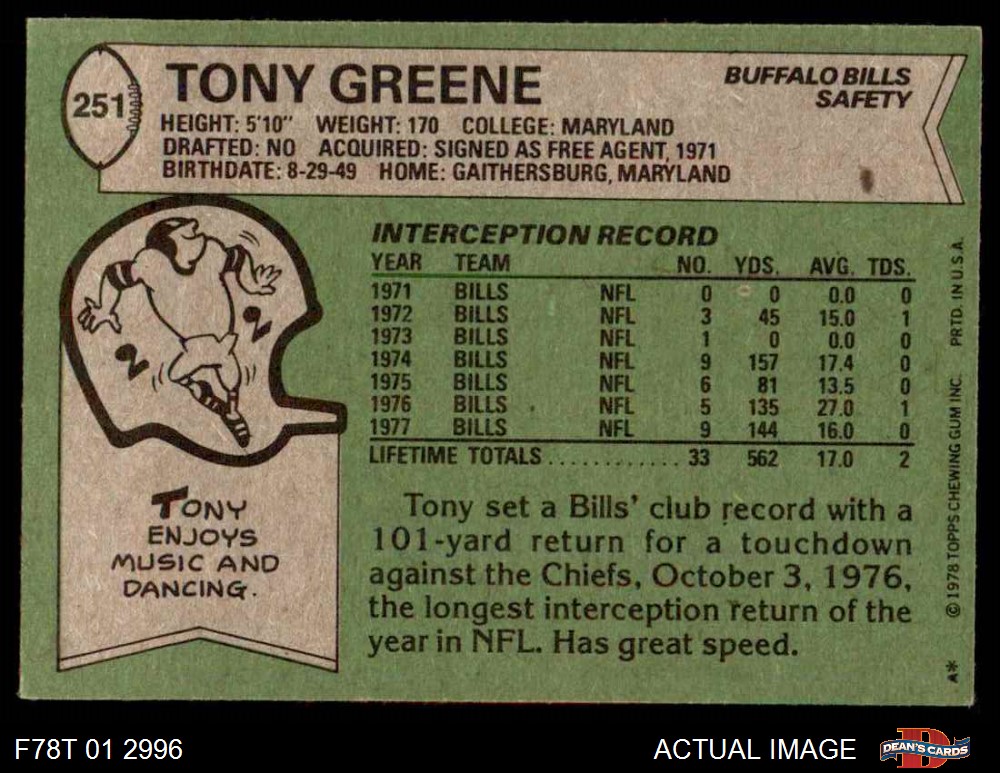 251
TONY GREENE
BUFFALO BILLS
SAFETY
HEIGHT: 5'10" WEIGHT: 170 COLLEGE: MARYLAND
DRAFTED: NO ACQUIRED: SIGNED AS FREE AGENT, 1971
BIRTHDATE: 8-29-49 HOME: GAITHERSBURG, MARYLAND
INTERCEPTION RECORD
YEAR TEAM NO. YDS. AVG. TDS.
1971 BILLS NFL 0 0 0.0 0
1972 BILLS NFL 3 45 15.0 1
1973 BILLS NFL 1 0 0.0 0
1974 BILLS NFL 9 157 17.4 0
1975 BILLS NFL 6 81 13.5 0
1976 BILLS NFL 5 135 27.0 1
1977 BILLS NFL 9 144 16.0 0
LIFETIME TOTALS............ 33 562 17.0 2
2 2
TONY
ENJOYS
MUSIC AND
DANCING.
Tony set a Bills' club record with a
101-yard return for a touchdown
against the Chiefs, October 3, 1976,
the longest interception return of the
year in NFL. Has great speed.
A* © 1978 TOPPS CHEWING GUM INC. PRTD. IN U.S.A.
F78T 01 2996
ACTUAL IMAGE
D
DEAN'S CARDS